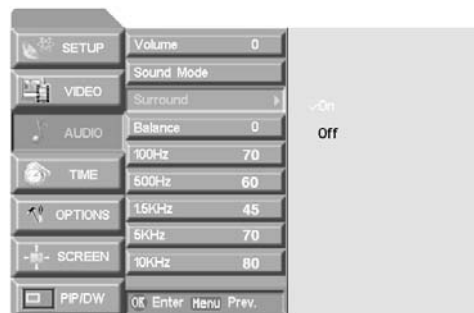 SETUP
VIDEO
AUDIO
TIME
OPTIONS
SCREEN
PIP/DW
Volume 0
Sound Mode
Surround
Balance 0
100Hz 70
500Hz 60
1.5KHz 45
5KHz 70
10KHz 80
OK Enter Menu Prev.
On
Off